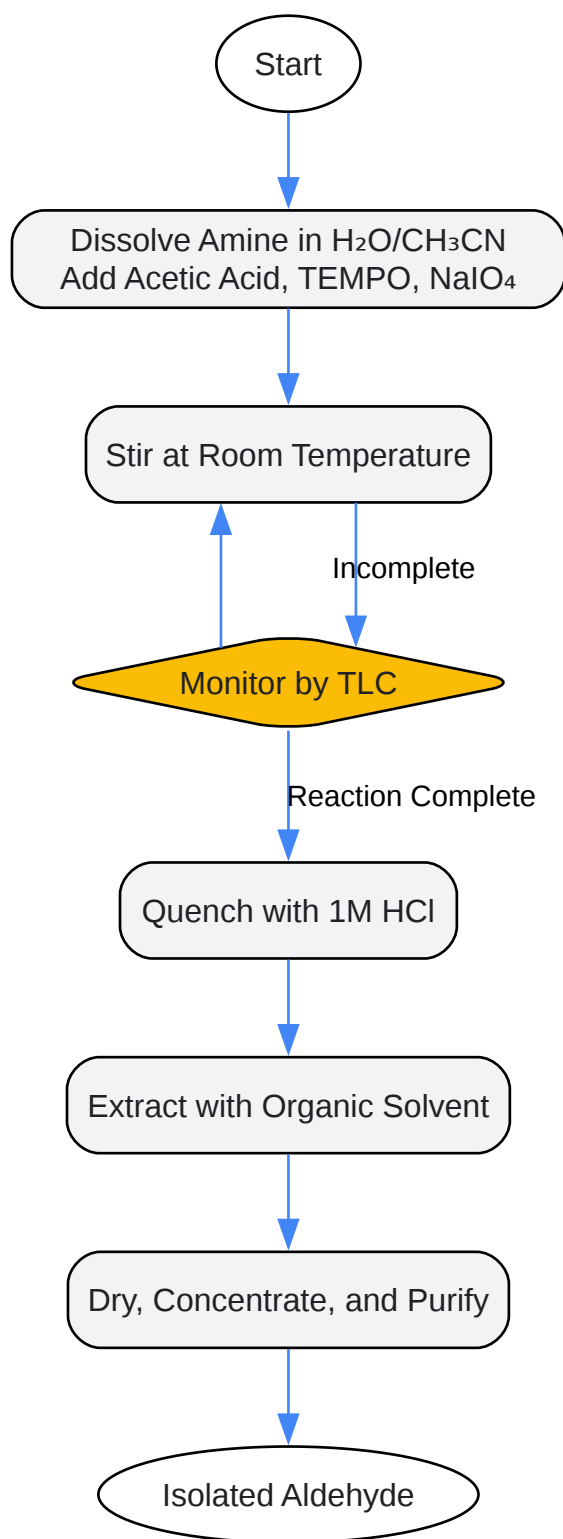 Start
Dissolve Amine in H₂O/CH₃CN
Add Acetic Acid, TEMPO, NaIO₄
Stir at Room Temperature
Incomplete
Monitor by TLC
Reaction Complete
Quench with 1M HCl
Extract with Organic Solvent
Dry, Concentrate, and Purify
Isolated Aldehyde